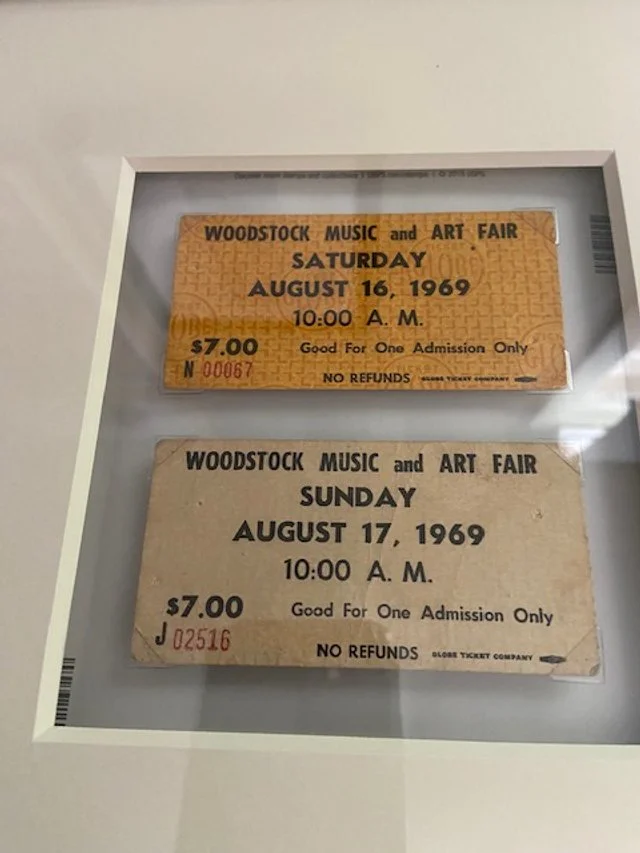 WOODSTOCK MUSIC and ART FAIR
SATURDAY
AUGUST 16, 1969
10:00 A. M.
$7.00 Good For One Admission Only
N 00067
NO REFUNDS GLOBE TICKET COMPANY
WOODSTOCK MUSIC and ART FAIR
SUNDAY
AUGUST 17, 1969
10:00 A. M.
$7.00 Good For One Admission Only
J 02516
NO REFUNDS GLOBE TICKET COMPANY